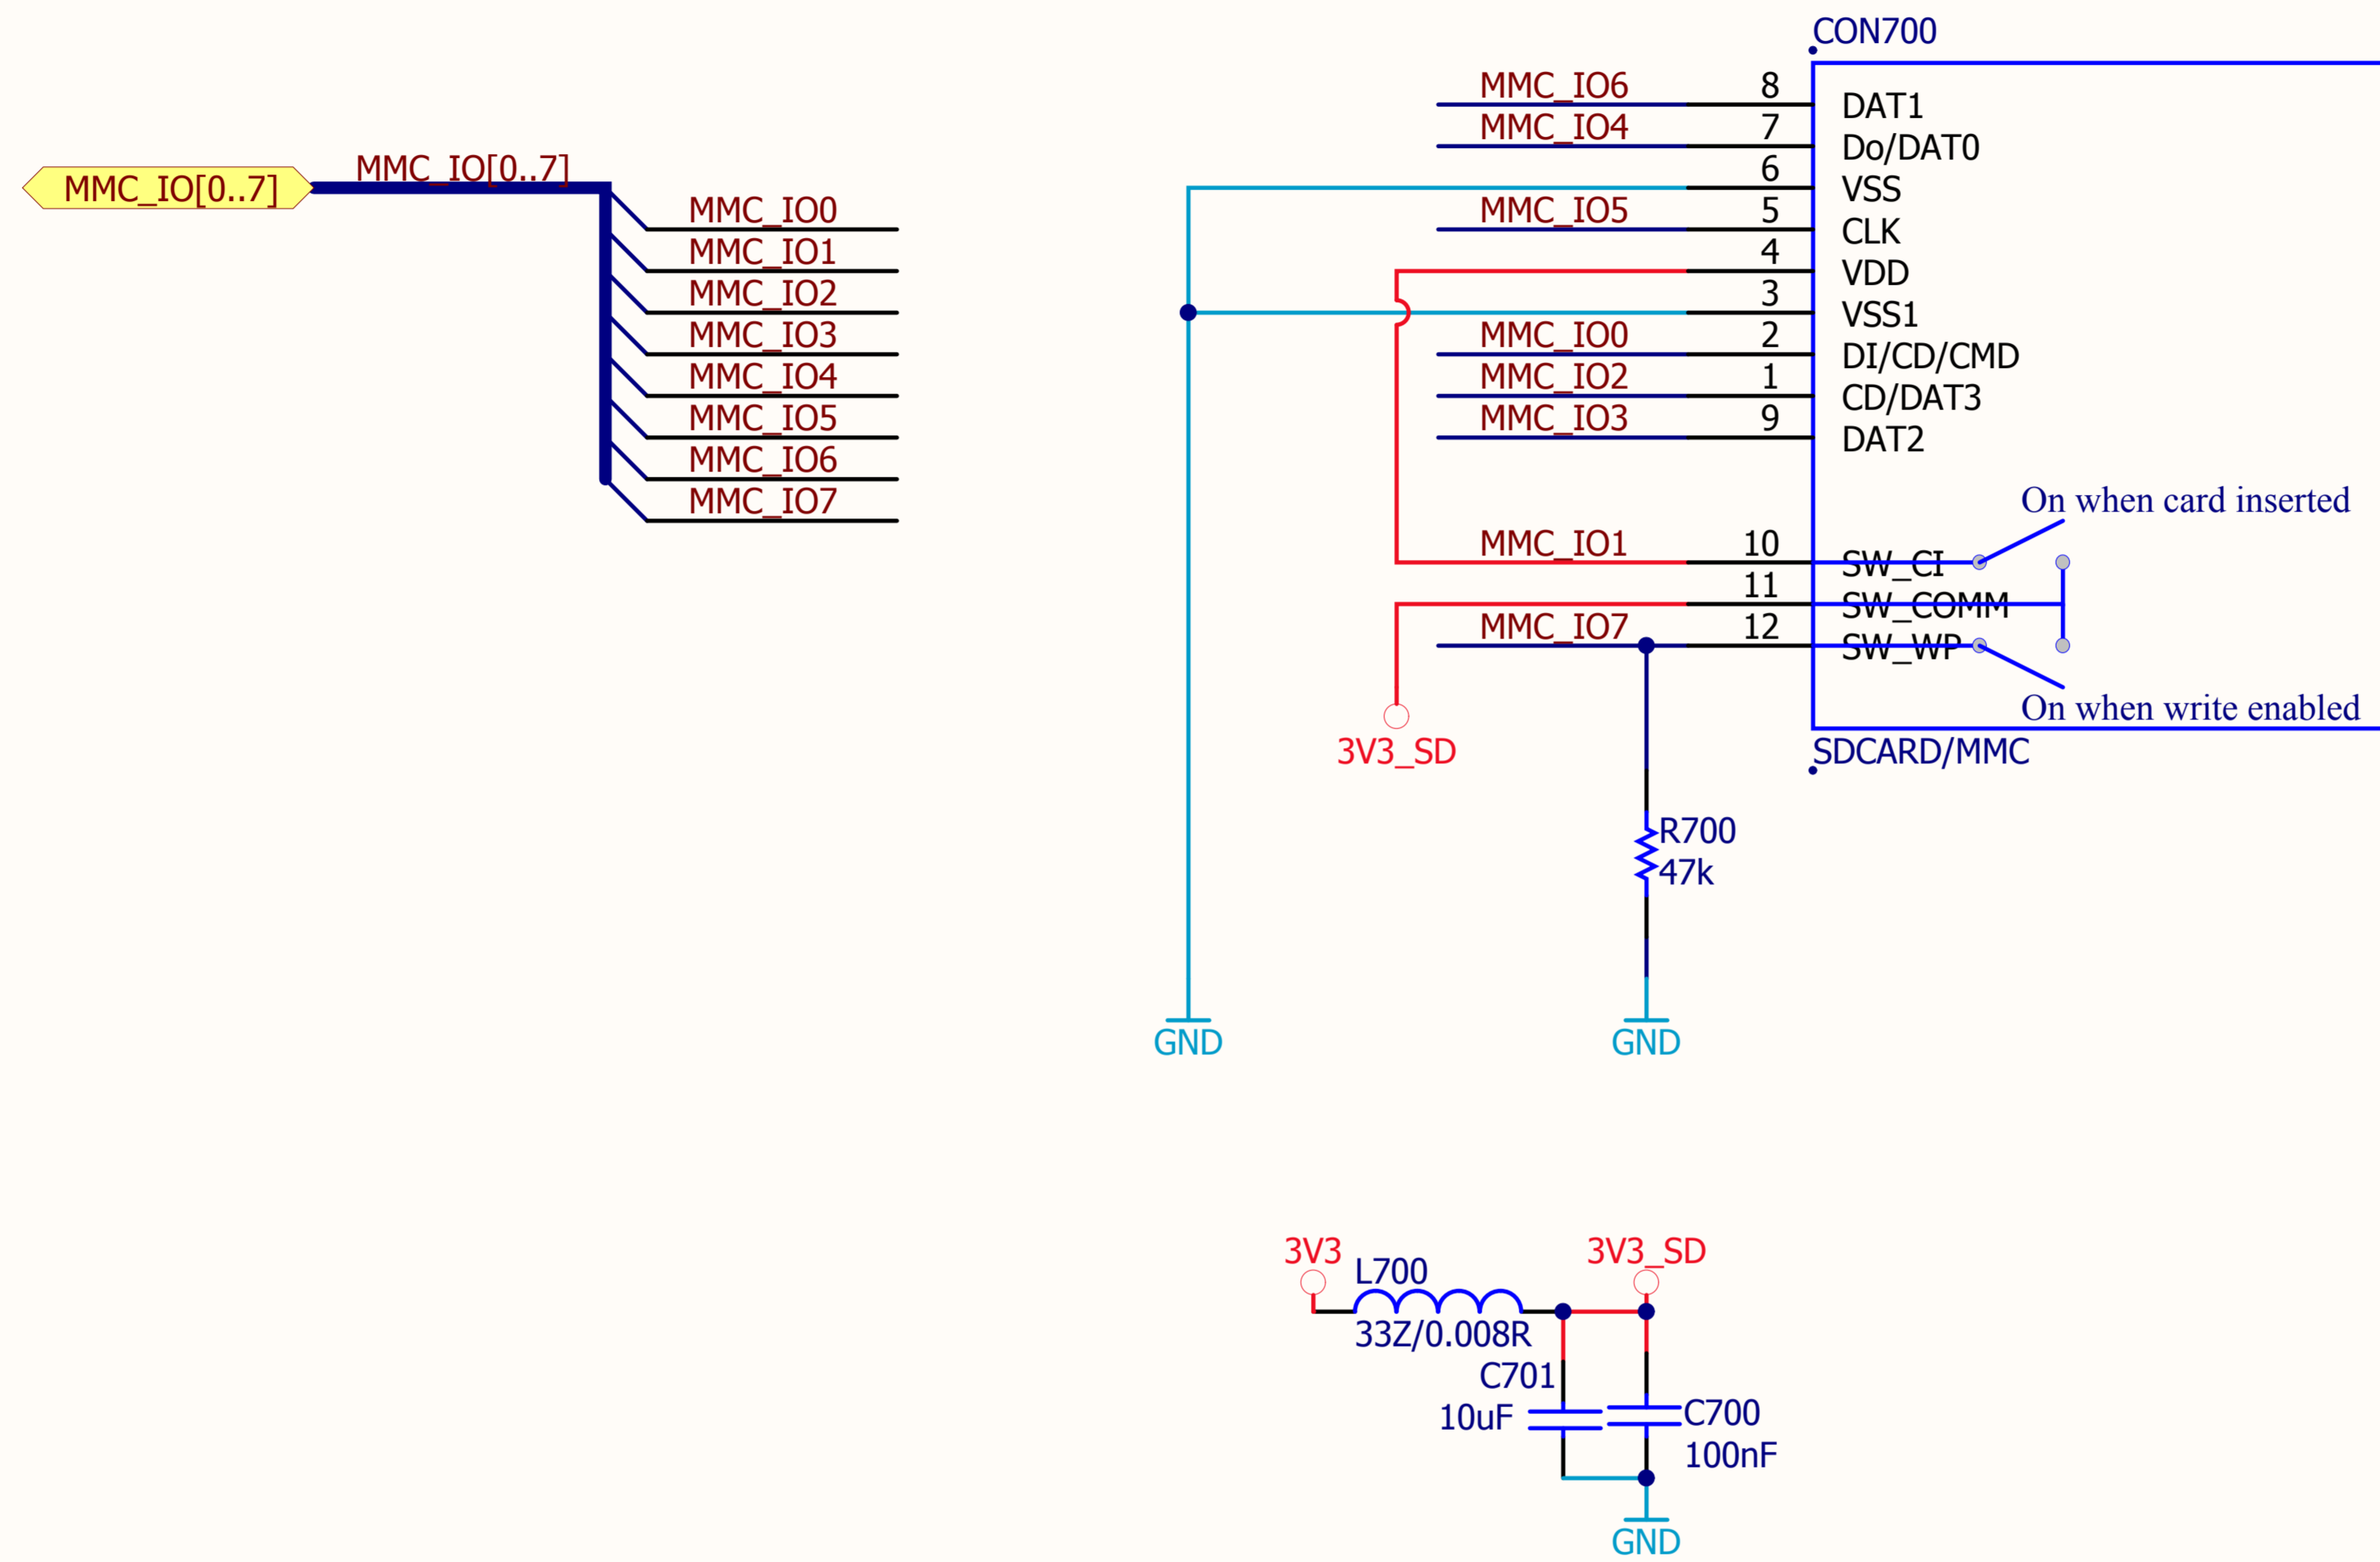 MMC_IO[0..7]
MMC_IO[0..7]
MMC_IO0
MMC_IO1
MMC_IO2
MMC_IO3
MMC_IO4
MMC_IO5
MMC_IO6
MMC_IO7
CON700
MMC_IO6 8 DAT1
MMC_IO4 7 Do/DAT0
6 VSS
MMC_IO5 5 CLK
4 VDD
3 VSS1
MMC_IO0 2 DI/CD/CMD
MMC_IO2 1 CD/DAT3
MMC_IO3 9 DAT2
On when card inserted
MMC_IO1 10 SW_CI
11 SW_COMM
MMC_IO7 12 SW_WP
On when write enabled
3V3_SD
SDCARD/MMC
R700
47k
GND
GND
3V3
L700
33Z/0.008R
3V3_SD
C701
10uF
C700
100nF
GND